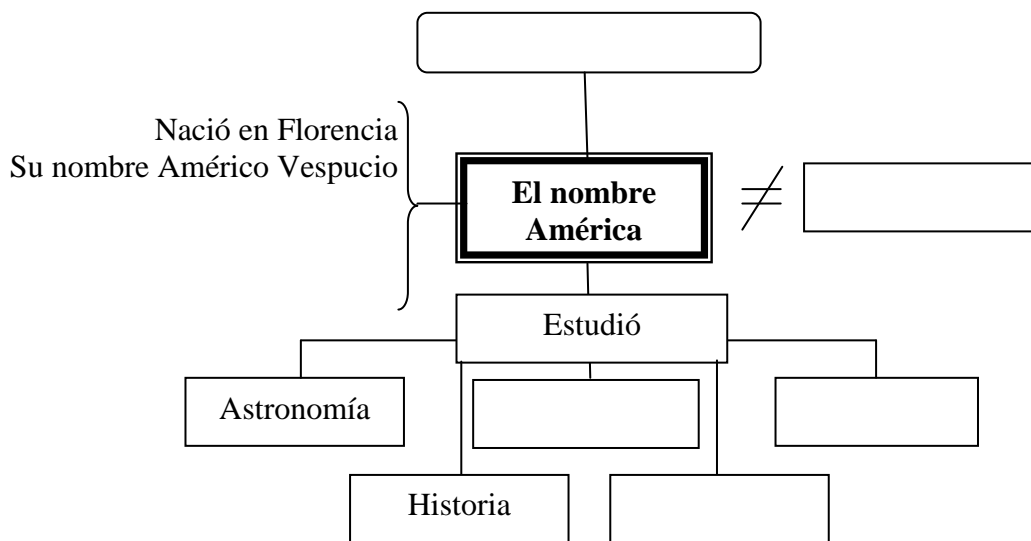 Nació en Florencia
Su nombre Américo Vespucio
El nombre
América
Estudió
Astronomía
Historia